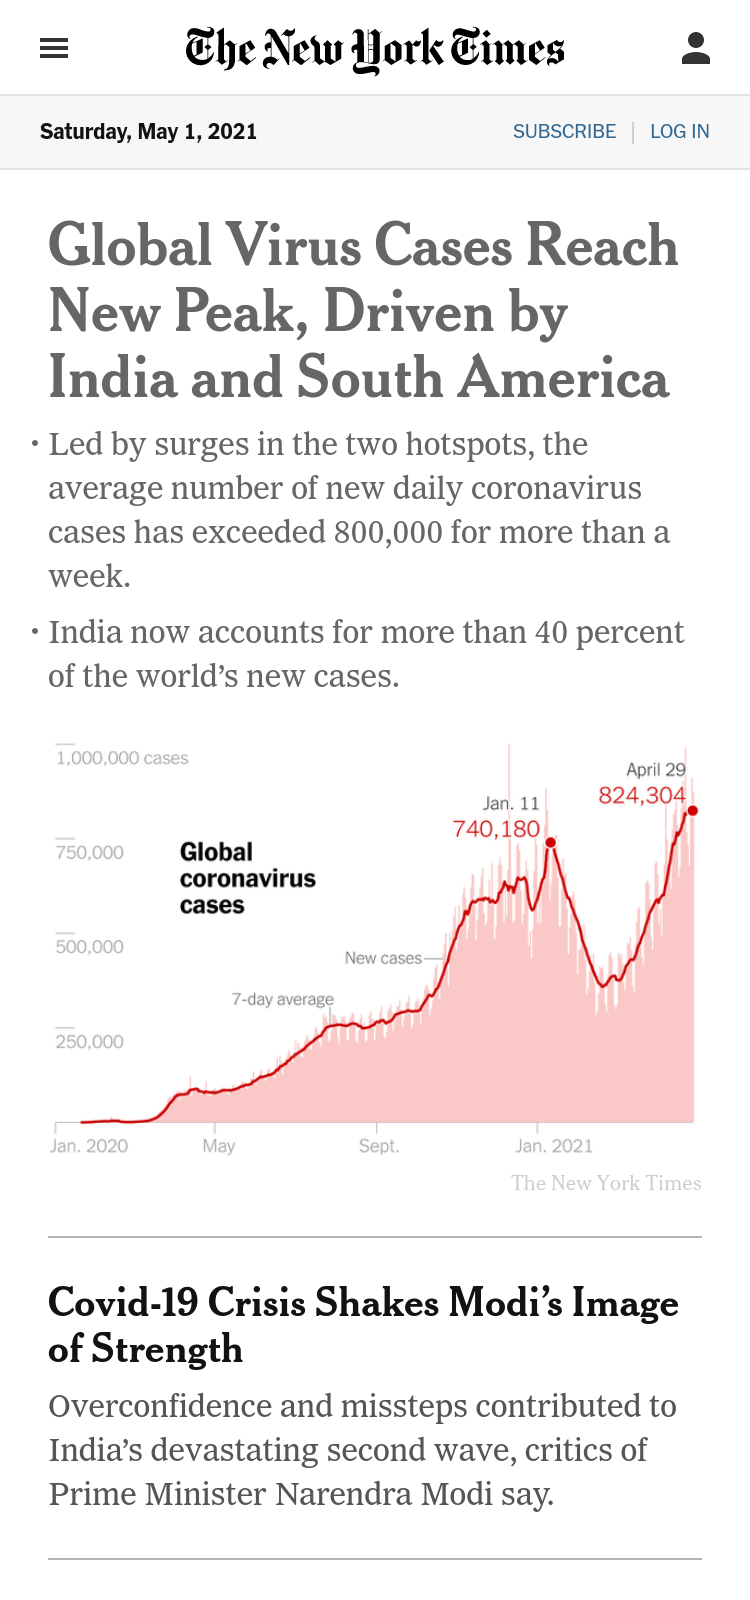 The New York Times
Saturday, May 1, 2021
SUBSCRIBE
LOG IN
Global Virus Cases Reach
New Peak, Driven by
India and South America
• Led by surges in the two hotspots, the
average number of new daily coronavirus
cases has exceeded 800,000 for more than a
week.
• India now accounts for more than 40 percent
of the world’s new cases.
1,000,000 cases
April 29
824,304
Jan. 11
740,180
750,000
Global
coronavirus
cases
500,000
New cases
7-day average
250,000
Jan. 2020
May
Sept.
Jan. 2021
The New York Times
Covid-19 Crisis Shakes Modi’s Image
of Strength
Overconfidence and missteps contributed to
India’s devastating second wave, critics of
Prime Minister Narendra Modi say.